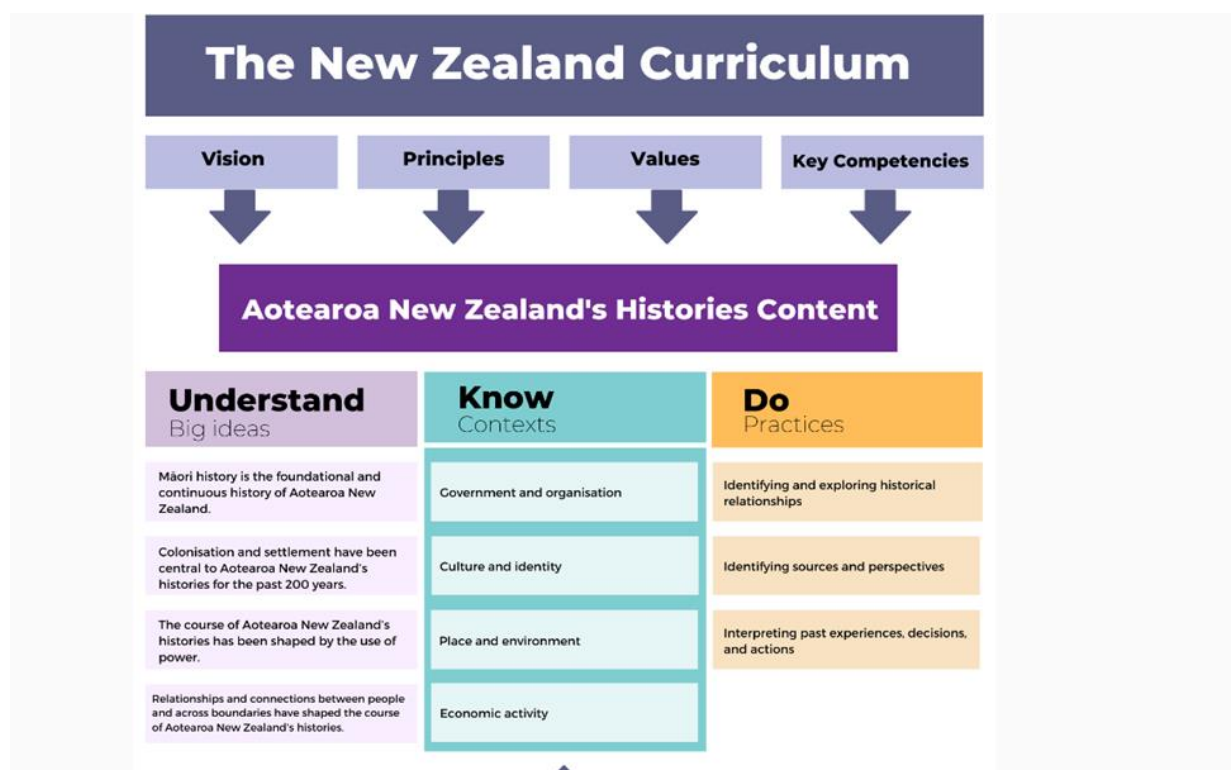 The New Zealand Curriculum
Vision
Principles
Values
Key Competencies
Aotearoa New Zealand's Histories Content
Understand
Big ideas
Māori history is the foundational and
continuous history of Aotearoa New
Zealand.
Colonisation and settlement have been
central to Aotearoa New Zealand's
histories for the past 200 years.
The course of Aotearoa New Zealand's
histories has been shaped by the use of
power.
Relationships and connections between people
and across boundaries have shaped the course
of Aotearoa New Zealand's histories.
Know
Contexts
Government and organisation
Culture and identity
Place and environment
Economic activity
Do
Practices
Identifying and exploring historical
relationships
Identifying sources and perspectives
Interpreting past experiences, decisions,
and actions